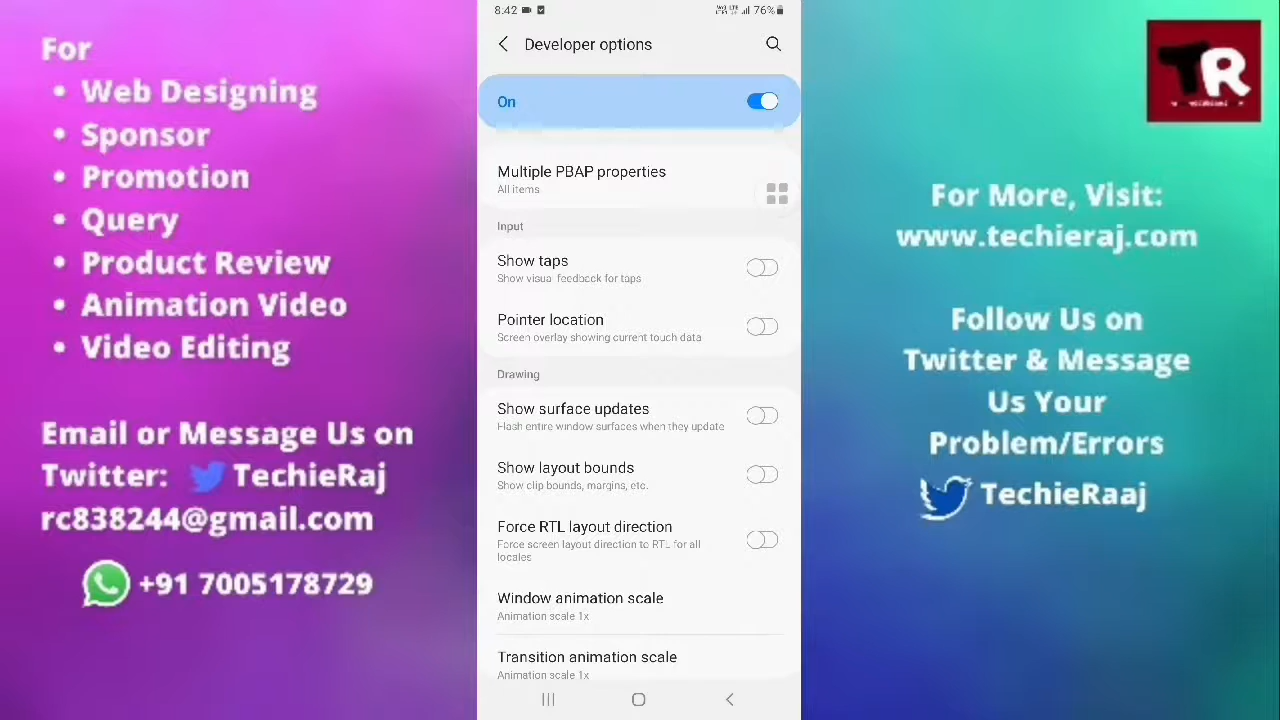 For
• Web Designing
• Sponsor
• Promotion
• Query
• Product Review
• Animation Video
• Video Editing
Email or Message Us on
Twitter: TechieRaj
rc838244@gmail.com
+91 7005178729
8:42
76%
Developer options
On
Multiple PBAP properties
All items
Input
Show taps
Show visual feedback for taps
Pointer location
Screen overlay showing current touch data
Drawing
Show surface updates
Flash entire window surfaces when they update
Show layout bounds
Show clip bounds, margins, etc.
Force RTL layout direction
Force screen layout direction to RTL for all
locales
Window animation scale
Animation scale 1x
Transition animation scale
Animation scale 1x
TR
For More, Visit:
www.techieraj.com
Follow Us on
Twitter & Message
Us Your
Problem/Errors
TechieRaaj